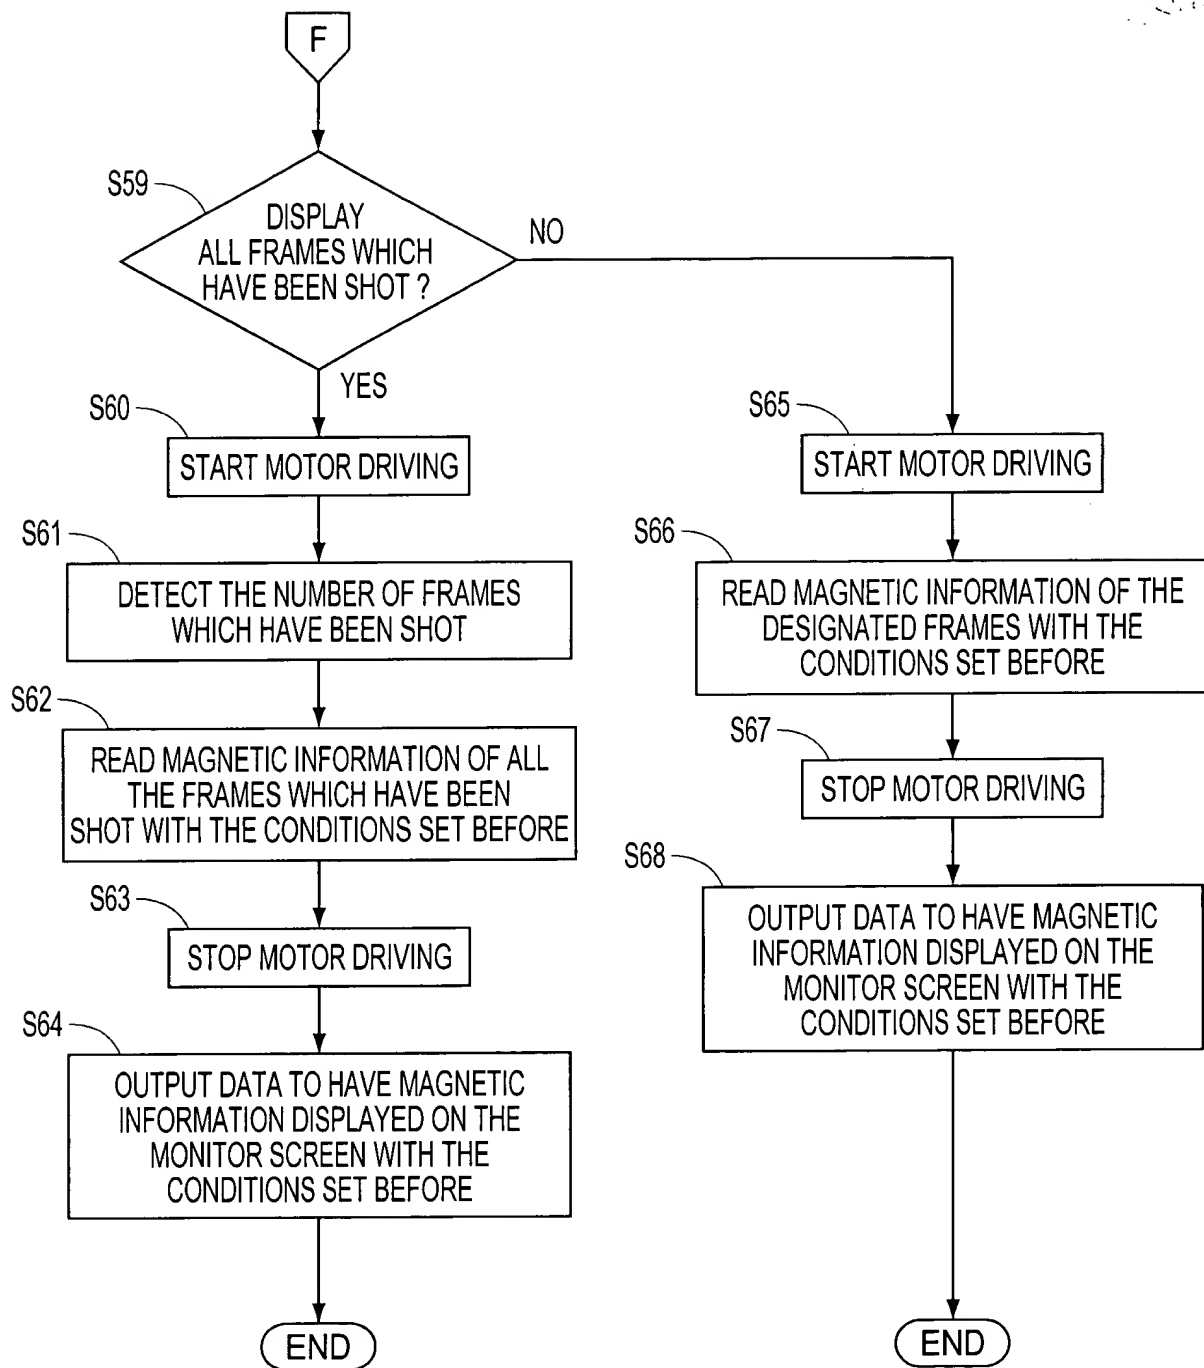 F
S59
DISPLAY
ALL FRAMES WHICH
HAVE BEEN SHOT ?
NO
YES
S60
START MOTOR DRIVING
S61
DETECT THE NUMBER OF FRAMES
WHICH HAVE BEEN SHOT
S62
READ MAGNETIC INFORMATION OF ALL
THE FRAMES WHICH HAVE BEEN
SHOT WITH THE CONDITIONS SET BEFORE
S63
STOP MOTOR DRIVING
S64
OUTPUT DATA TO HAVE MAGNETIC
INFORMATION DISPLAYED ON THE
MONITOR SCREEN WITH THE
CONDITIONS SET BEFORE
END
S65
START MOTOR DRIVING
S66
READ MAGNETIC INFORMATION OF THE
DESIGNATED FRAMES WITH THE
CONDITIONS SET BEFORE
S67
STOP MOTOR DRIVING
S68
OUTPUT DATA TO HAVE MAGNETIC
INFORMATION DISPLAYED ON THE
MONITOR SCREEN WITH THE
CONDITIONS SET BEFORE
END